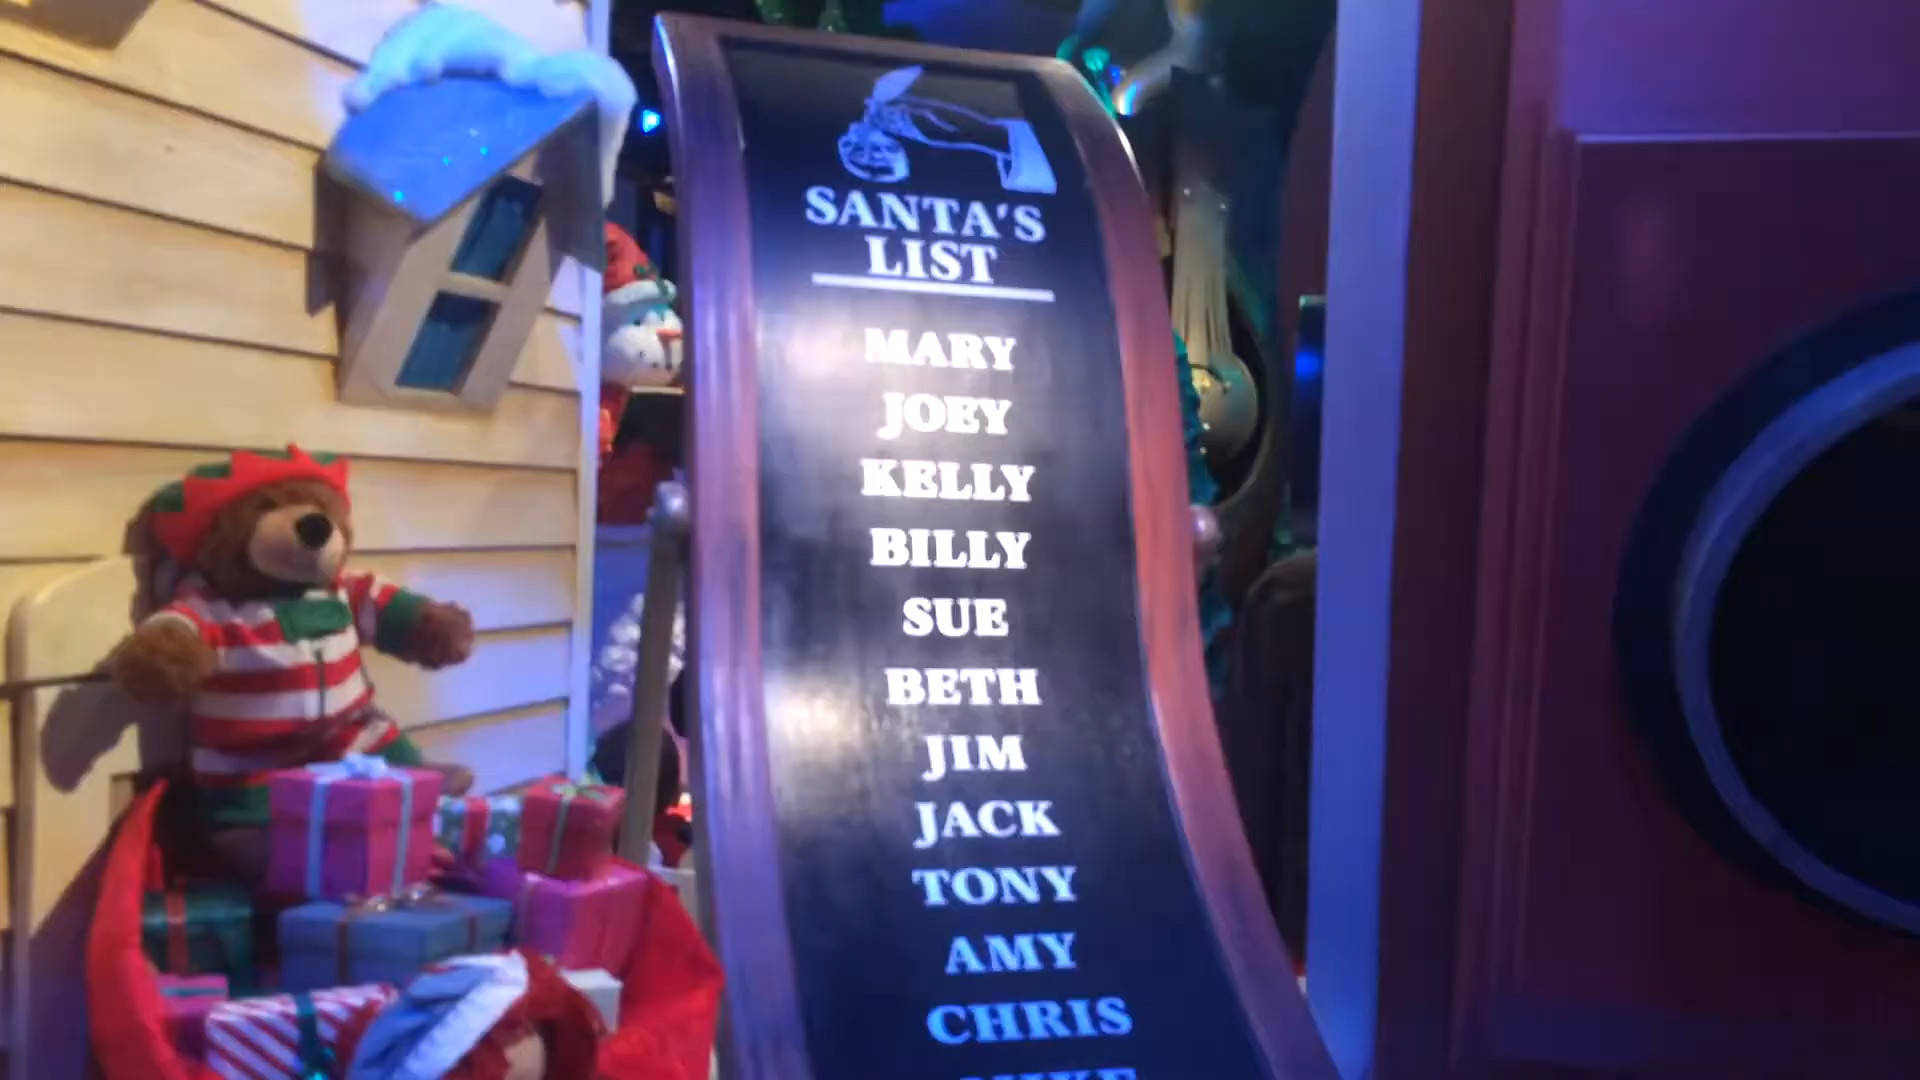 SANTA'S
LIST
MARY
JOEY
KELLY
BILLY
SUE
BETH
JIM
JACK
TONY
AMY
CHRIS